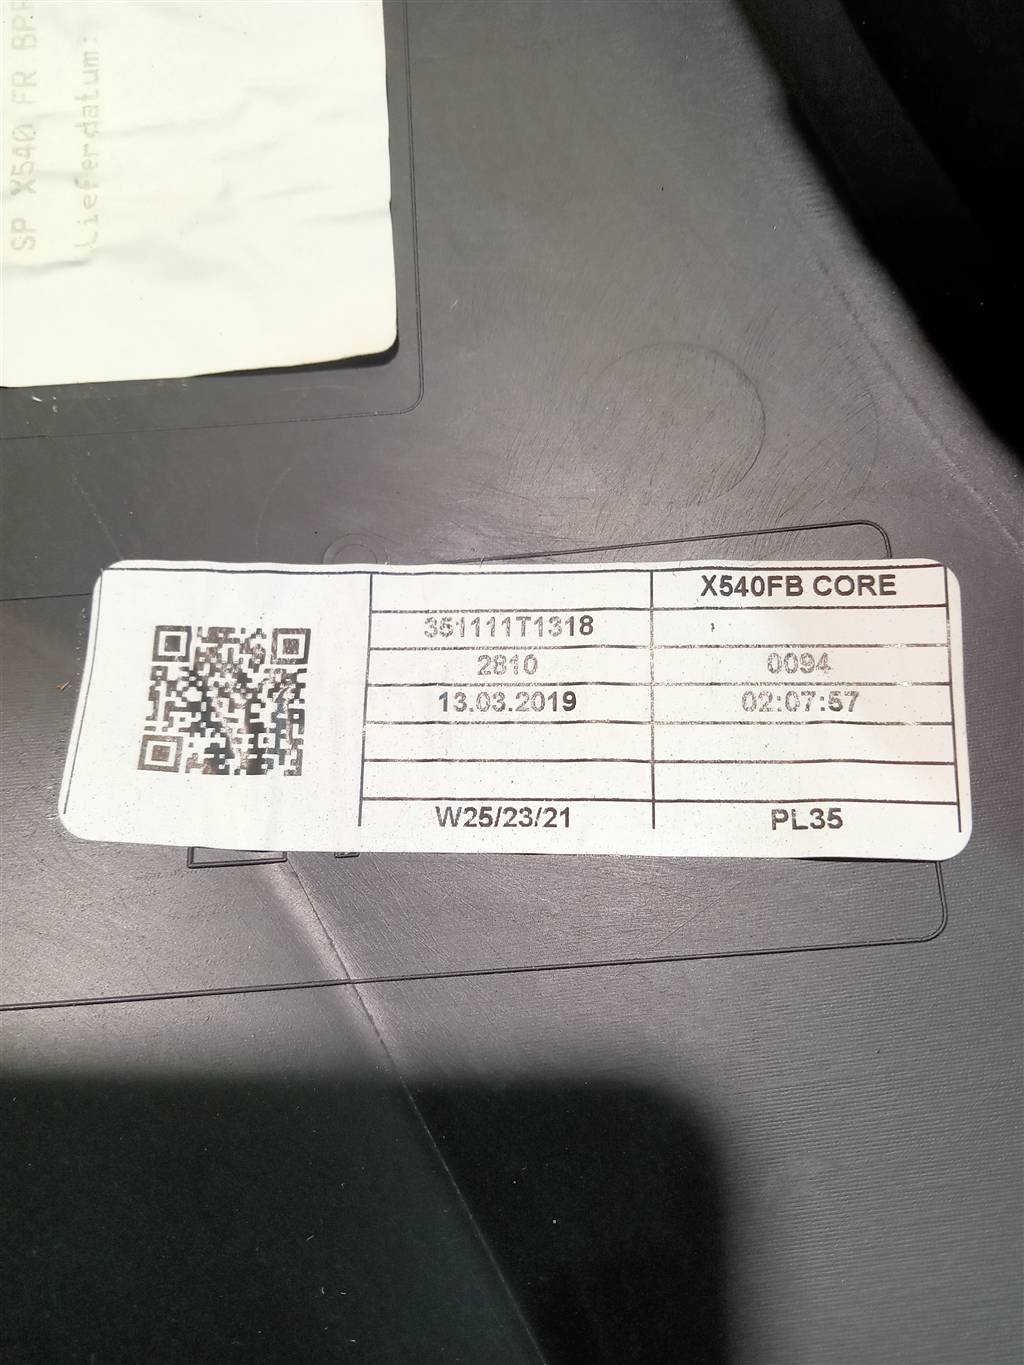 SP X540 FR
Lieferdatum:
X540FB CORE
351111T1318
2810 0094
13.03.2019 02:07:57
W25/23/21 PL35